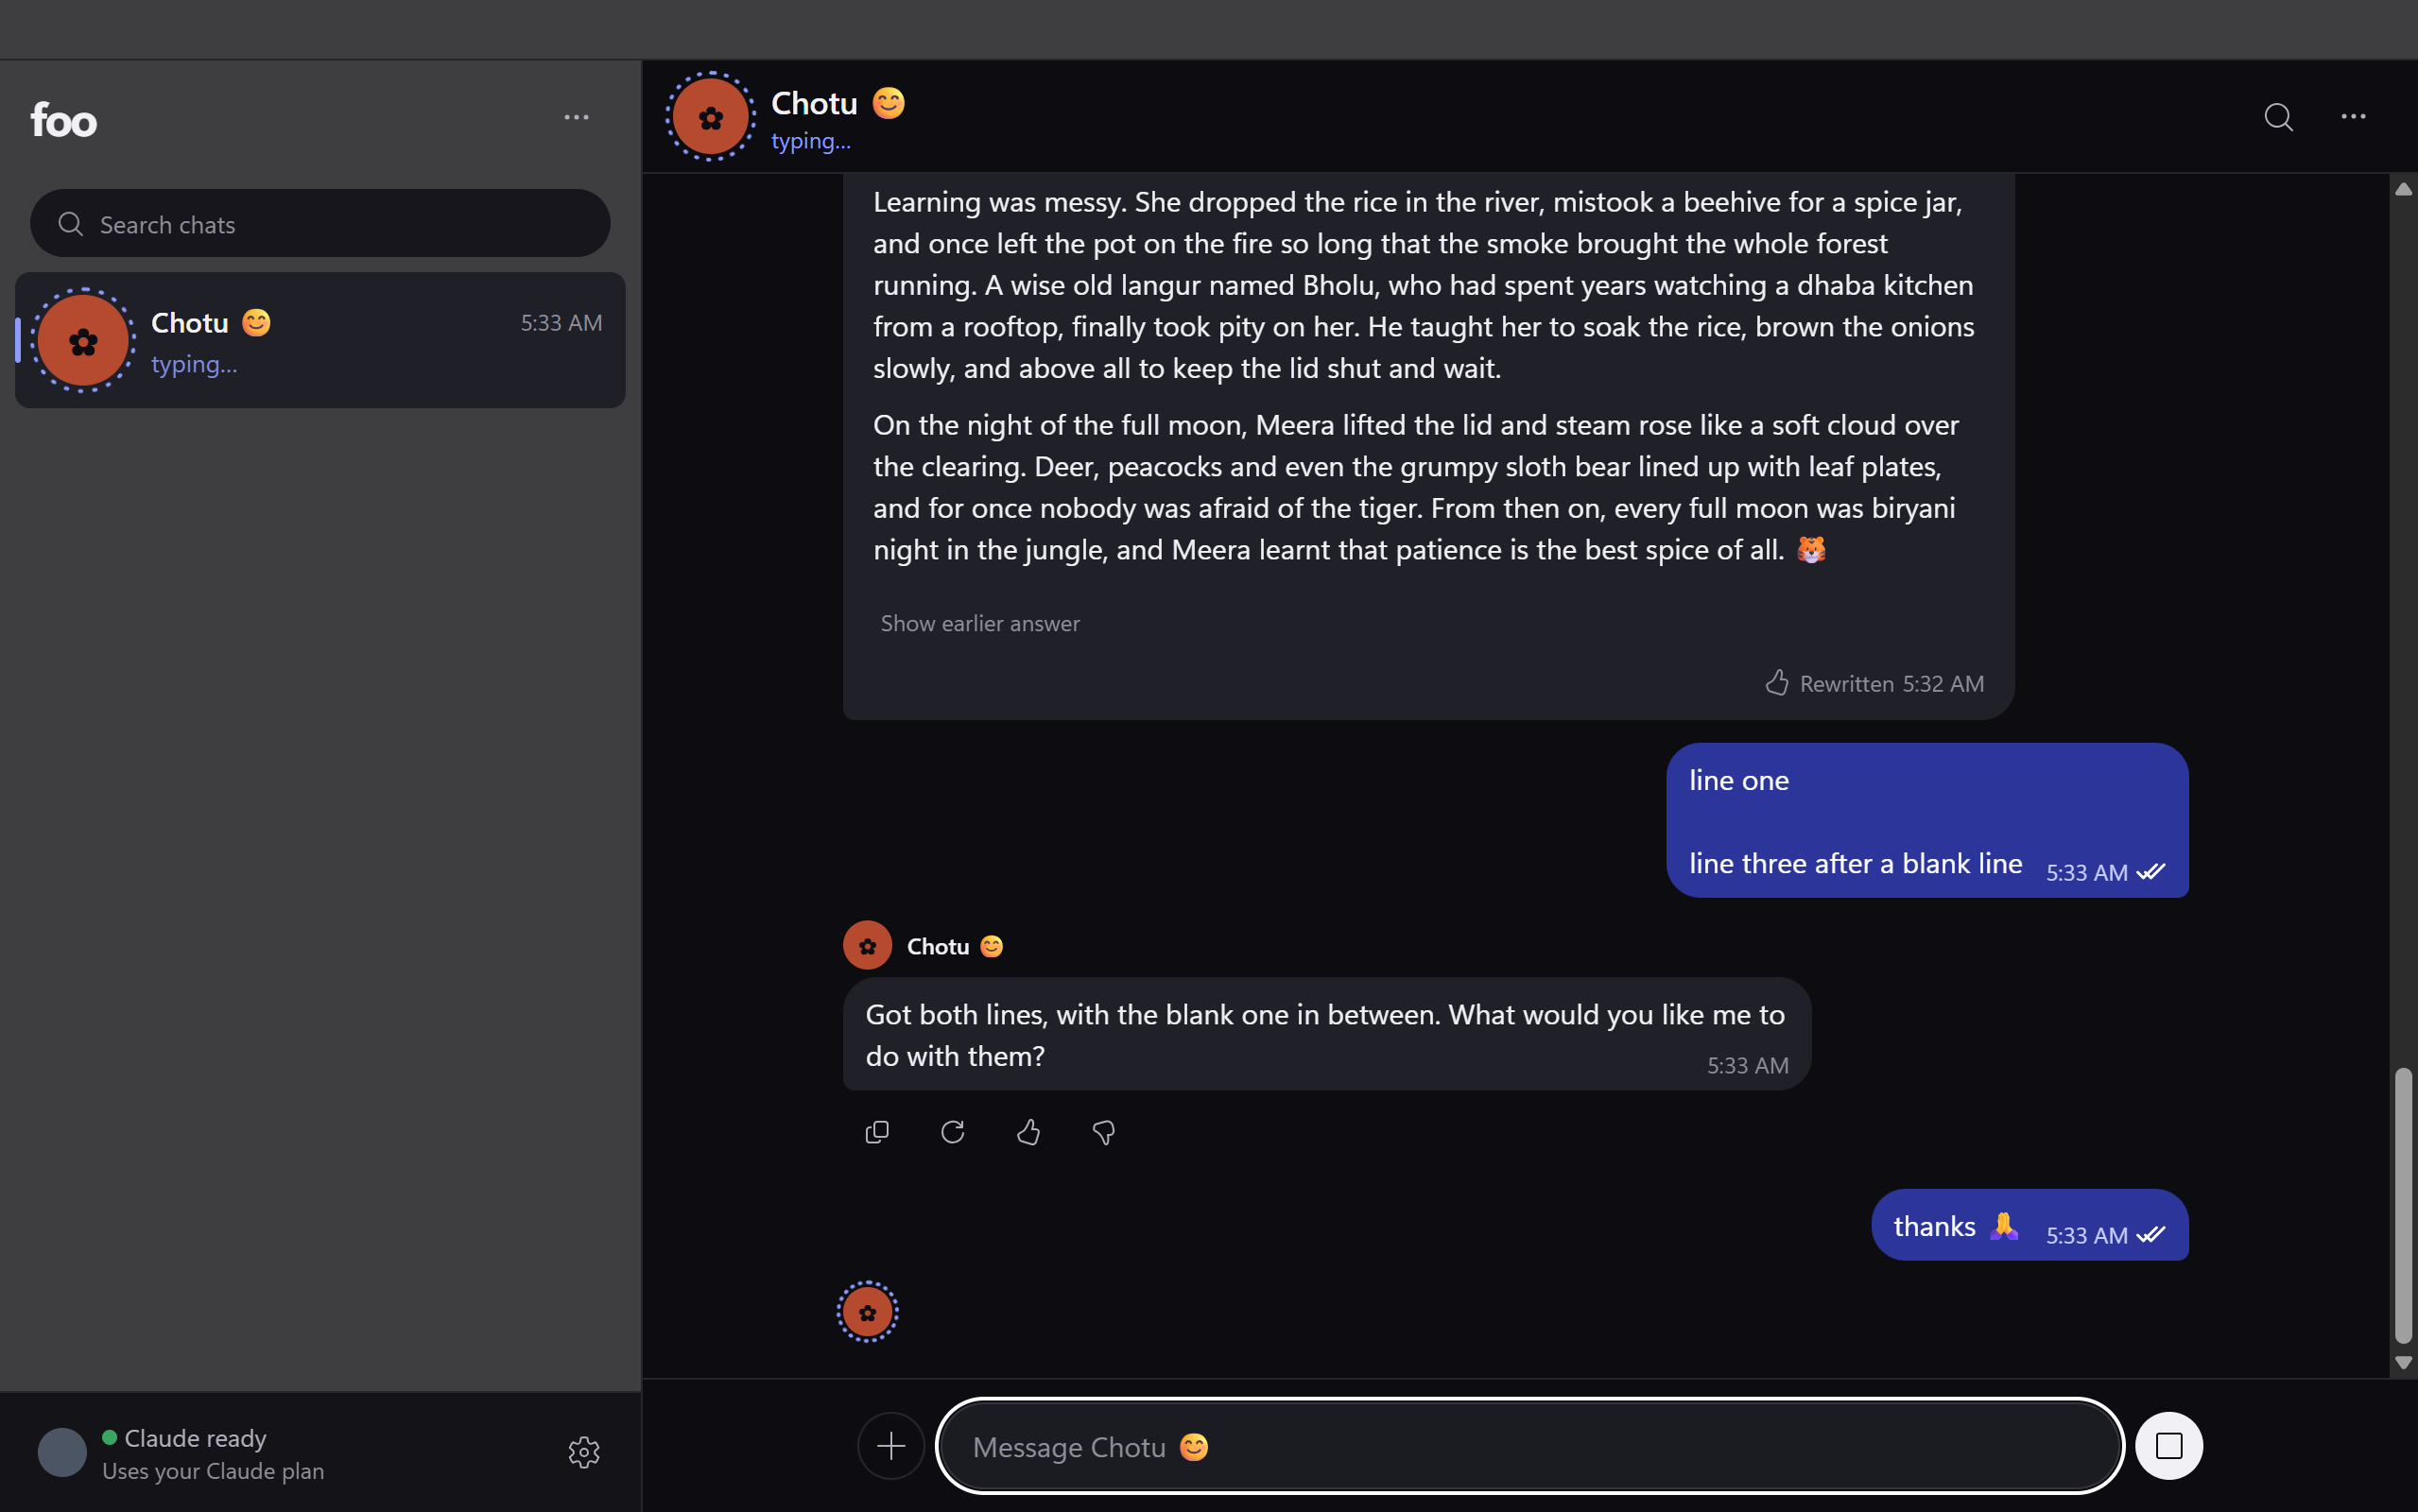 foo
Search chats
Chotu 😊
5:33 AM
typing...
Chotu 😊
typing...
Learning was messy. She dropped the rice in the river, mistook a beehive for a spice jar,
and once left the pot on the fire so long that the smoke brought the whole forest
running. A wise old langur named Bholu, who had spent years watching a dhaba kitchen
from a rooftop, finally took pity on her. He taught her to soak the rice, brown the onions
slowly, and above all to keep the lid shut and wait.
On the night of the full moon, Meera lifted the lid and steam rose like a soft cloud over
the clearing. Deer, peacocks and even the grumpy sloth bear lined up with leaf plates,
and for once nobody was afraid of the tiger. From then on, every full moon was biryani
night in the jungle, and Meera learnt that patience is the best spice of all. 🐯
Show earlier answer
Rewritten 5:32 AM
line one
line three after a blank line
5:33 AM
Chotu 😊
Got both lines, with the blank one in between. What would you like me to
do with them?
5:33 AM
thanks 🙏
5:33 AM
Claude ready
Uses your Claude plan
Message Chotu 😊